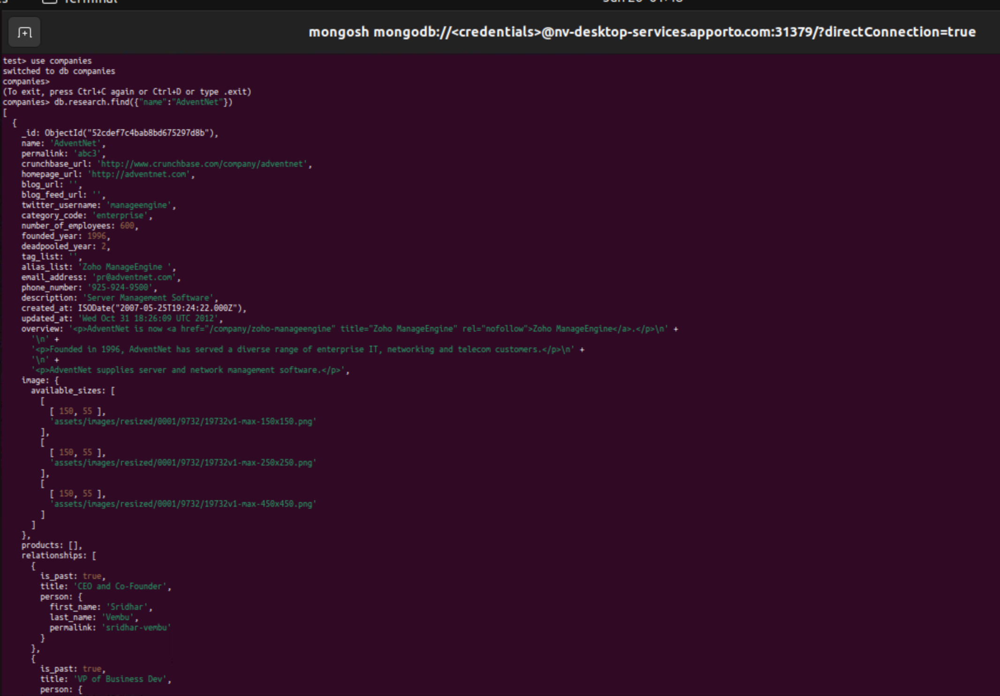 Terminal
mongosh mongodb://<credentials>@nv-desktop-services.apporto.com:31379/?directConnection=true
test> use companies
switched to db companies
companies>
(To exit, press Ctrl+C again or Ctrl+D or type .exit)
companies> db.research.find({"name":"AdventNet"})
[
  {
    _id: ObjectId("52cdef7c4bab8bd675297d8b"),
    name: 'AdventNet',
    permalink: 'abc3',
    crunchbase_url: 'http://www.crunchbase.com/company/adventnet',
    homepage_url: 'http://adventnet.com',
    blog_url: '',
    blog_feed_url: '',
    twitter_username: 'manageengine',
    category_code: 'enterprise',
    number_of_employees: 600,
    founded_year: 1996,
    deadpooled_year: 2,
    tag_list: '',
    alias_list: 'Zoho ManageEngine ',
    email_address: 'pr@adventnet.com',
    phone_number: '925-924-9500',
    description: 'Server Management Software',
    created_at: ISODate("2007-05-25T19:24:22.000Z"),
    updated_at: 'Wed Oct 31 18:26:09 UTC 2012',
    overview: '<p>AdventNet is now <a href="/company/zoho-manageengine" title="Zoho ManageEngine" rel="nofollow">Zoho ManageEngine</a>.</p>\n' +
      '\n' +
      '<p>Founded in 1996, AdventNet has served a diverse range of enterprise IT, networking and telecom customers.</p>\n' +
      '\n' +
      '<p>AdventNet supplies server and network management software.</p>',
    image: {
      available_sizes: [
        [
          [ 150, 55 ],
          'assets/images/resized/0001/9732/19732v1-max-150x150.png'
        ],
        [
          [ 150, 55 ],
          'assets/images/resized/0001/9732/19732v1-max-250x250.png'
        ],
        [
          [ 150, 55 ],
          'assets/images/resized/0001/9732/19732v1-max-450x450.png'
        ]
      ]
    },
    products: [],
    relationships: [
      {
        is_past: true,
        title: 'CEO and Co-Founder',
        person: {
          first_name: 'Sridhar',
          last_name: 'Vembu',
          permalink: 'sridhar-vembu'
        }
      },
      {
        is_past: true,
        title: 'VP of Business Dev',
        person: {